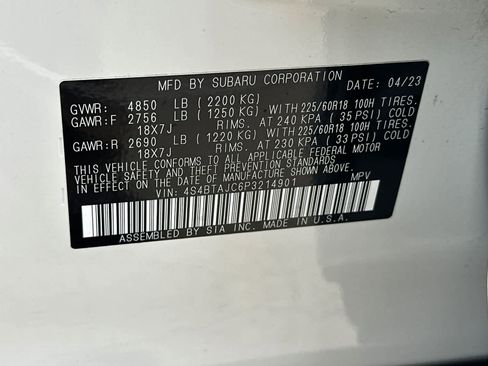 MFD BY SUBARU CORPORATION DATE: 04/23
GVWR: 4850 LB ( 2200 KG)
GAWR:F 2756 LB ( 1250 KG) WITH 225/60R18 100H TIRES.
18X7J RIMS. AT 240 KPA ( 35 PSI) COLD.
GAWR:R 2690 LB ( 1220 KG) WITH 225/60R18 100H TIRES.
18X7J RIMS. AT 230 KPA ( 33 PSI) COLD.
THIS VEHICLE CONFORMS TO ALL APPLICABLE FEDERAL MOTOR
VEHICLE SAFETY, BUMPER, AND THEFT PREVENTION STANDARDS
IN EFFECT ON THE DATE OF MANUFACTURE SHOWN ABOVE.
VIN: 4S4BTAJC6P3214901 MPV
ASSEMBLED BY SIA INC. MADE IN U.S.A.